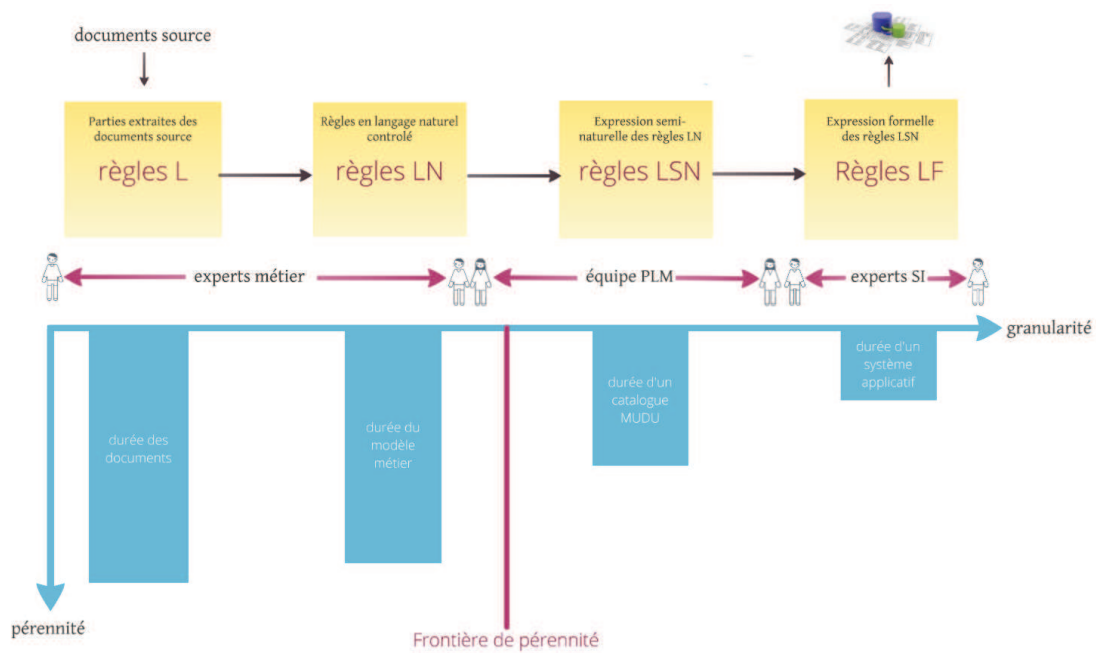 documents source
Parties extraites des
documents source
règles L
Règles en langage naturel
controlé
règles LN
Expression semi-
naturelle des règles LN
règles LSN
Expression formelle
des règles LSN
Règles LF
experts métier
équipe PLM
experts SI
granularité
durée des
documents
durée du
modèle
métier
durée d'un
catalogue
MUDU
durée d'un
système
applicatif
pérennité
Frontière de pérennité